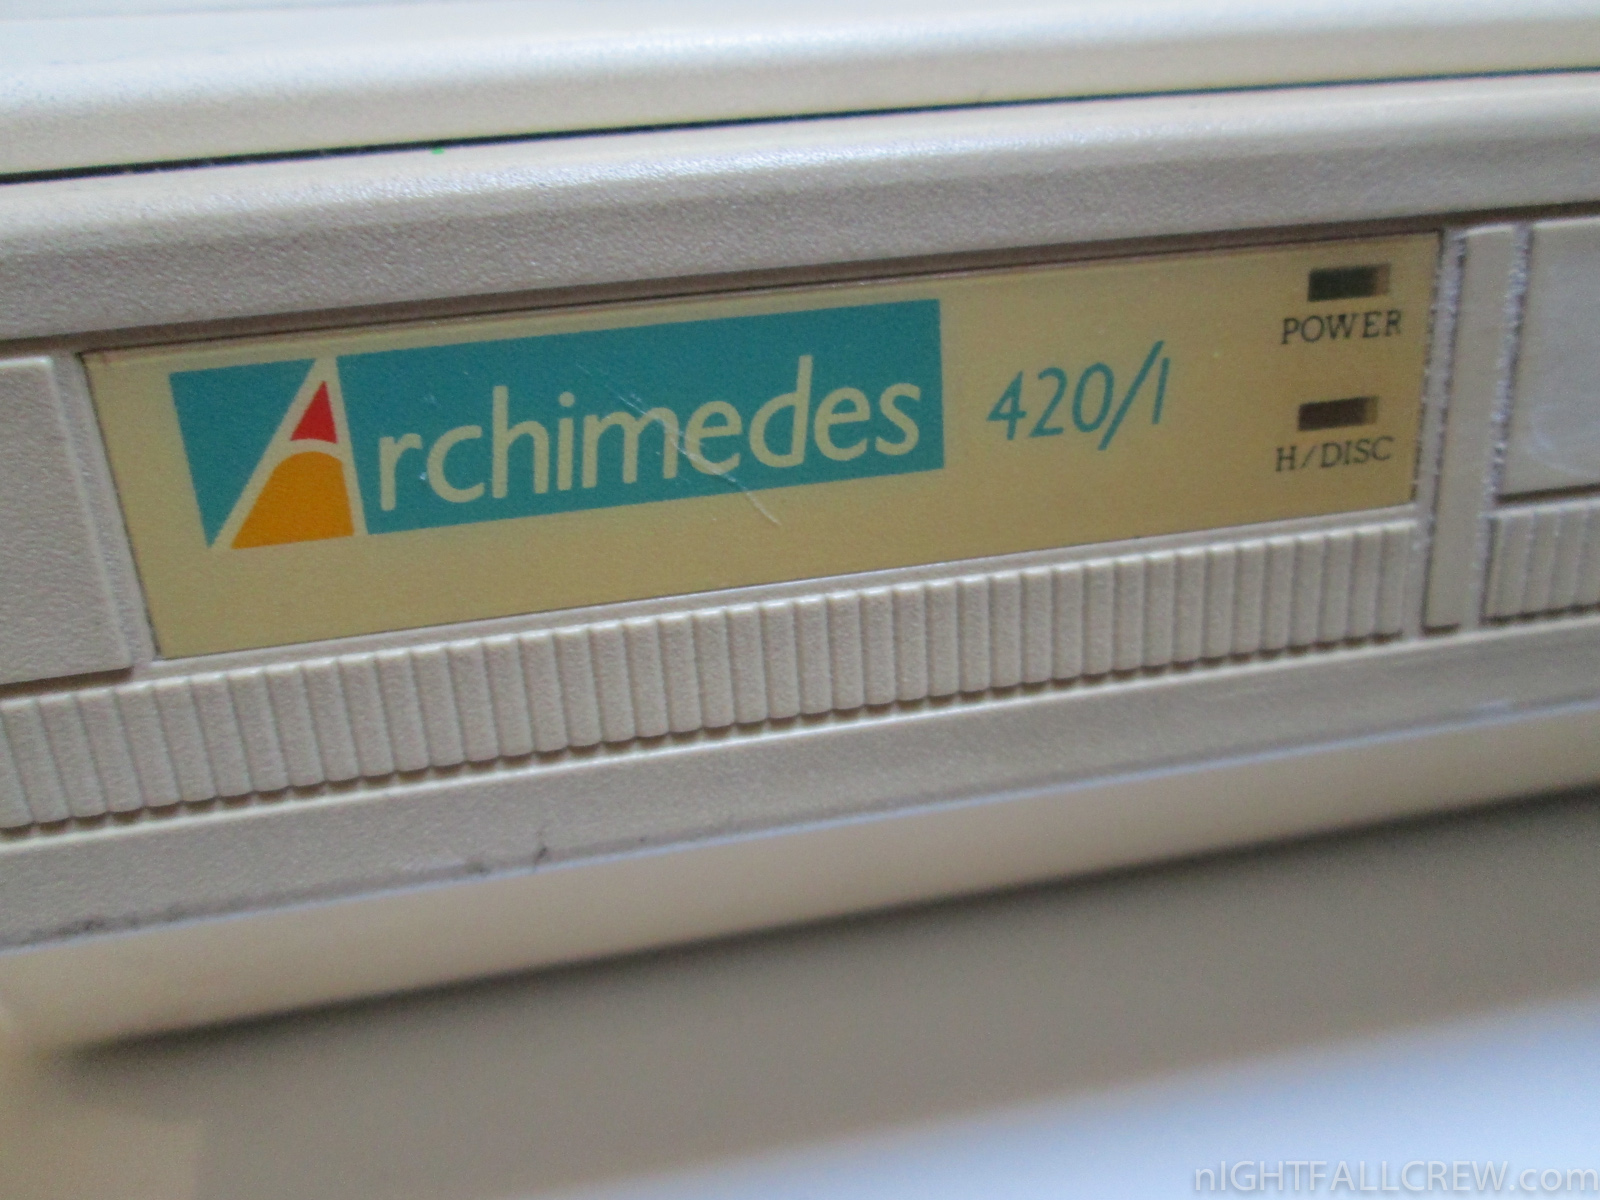 Archimedes 420/1
POWER
H/DISC
nIGHTFALLCREW.com